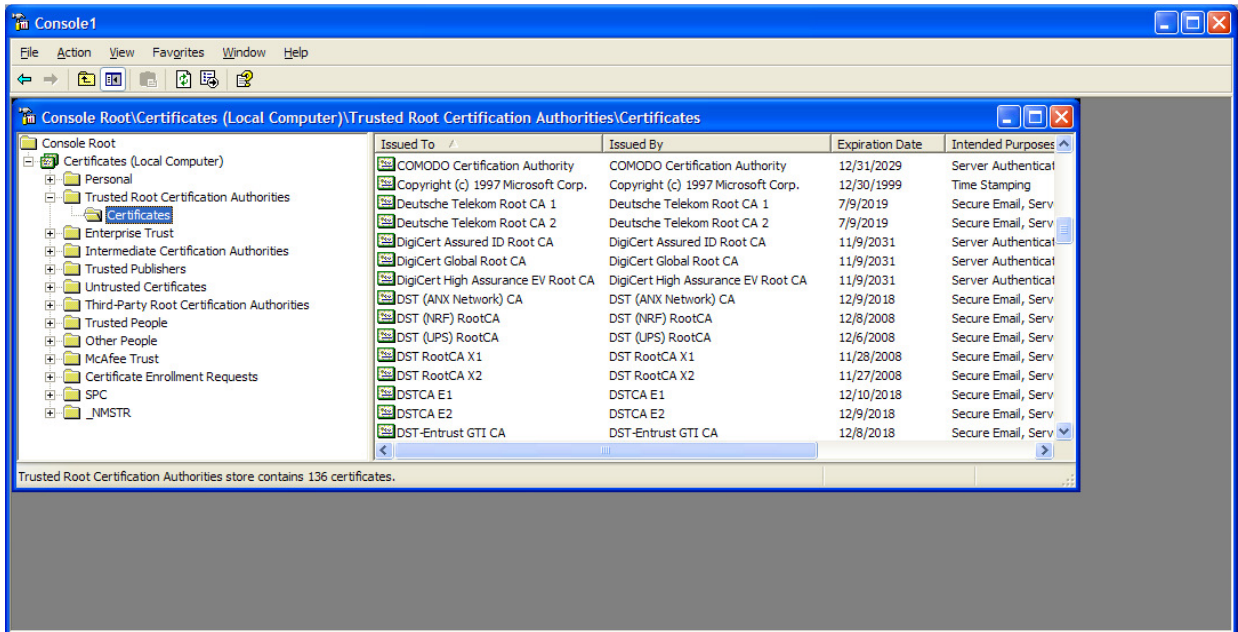 Console1
File Action View Favorites Window Help
Console Root\Certificates (Local Computer)\Trusted Root Certification Authorities\Certificates
Console Root
Certificates (Local Computer)
Personal
Trusted Root Certification Authorities
Certificates
Enterprise Trust
Intermediate Certification Authorities
Trusted Publishers
Untrusted Certificates
Third-Party Root Certification Authorities
Trusted People
Other People
McAfee Trust
Certificate Enrollment Requests
SPC
_NMSTR
Issued To Issued By Expiration Date Intended Purposes
COMODO Certification Authority COMODO Certification Authority 12/31/2029 Server Authenticat
Copyright (c) 1997 Microsoft Corp. Copyright (c) 1997 Microsoft Corp. 12/30/1999 Time Stamping
Deutsche Telekom Root CA 1 Deutsche Telekom Root CA 1 7/9/2019 Secure Email, Serv
Deutsche Telekom Root CA 2 Deutsche Telekom Root CA 2 7/9/2019 Secure Email, Serv
DigiCert Assured ID Root CA DigiCert Assured ID Root CA 11/9/2031 Server Authenticat
DigiCert Global Root CA DigiCert Global Root CA 11/9/2031 Server Authenticat
DigiCert High Assurance EV Root CA DigiCert High Assurance EV Root CA 11/9/2031 Server Authenticat
DST (ANX Network) CA DST (ANX Network) CA 12/9/2018 Secure Email, Serv
DST (NRF) RootCA DST (NRF) RootCA 12/8/2008 Secure Email, Serv
DST (UPS) RootCA DST (UPS) RootCA 12/6/2008 Secure Email, Serv
DST RootCA X1 DST RootCA X1 11/28/2008 Secure Email, Serv
DST RootCA X2 DST RootCA X2 11/27/2008 Secure Email, Serv
DSTCA E1 DSTCA E1 12/10/2018 Secure Email, Serv
DSTCA E2 DSTCA E2 12/9/2018 Secure Email, Serv
DST-Entrust GTI CA DST-Entrust GTI CA 12/8/2018 Secure Email, Serv
Trusted Root Certification Authorities store contains 136 certificates.